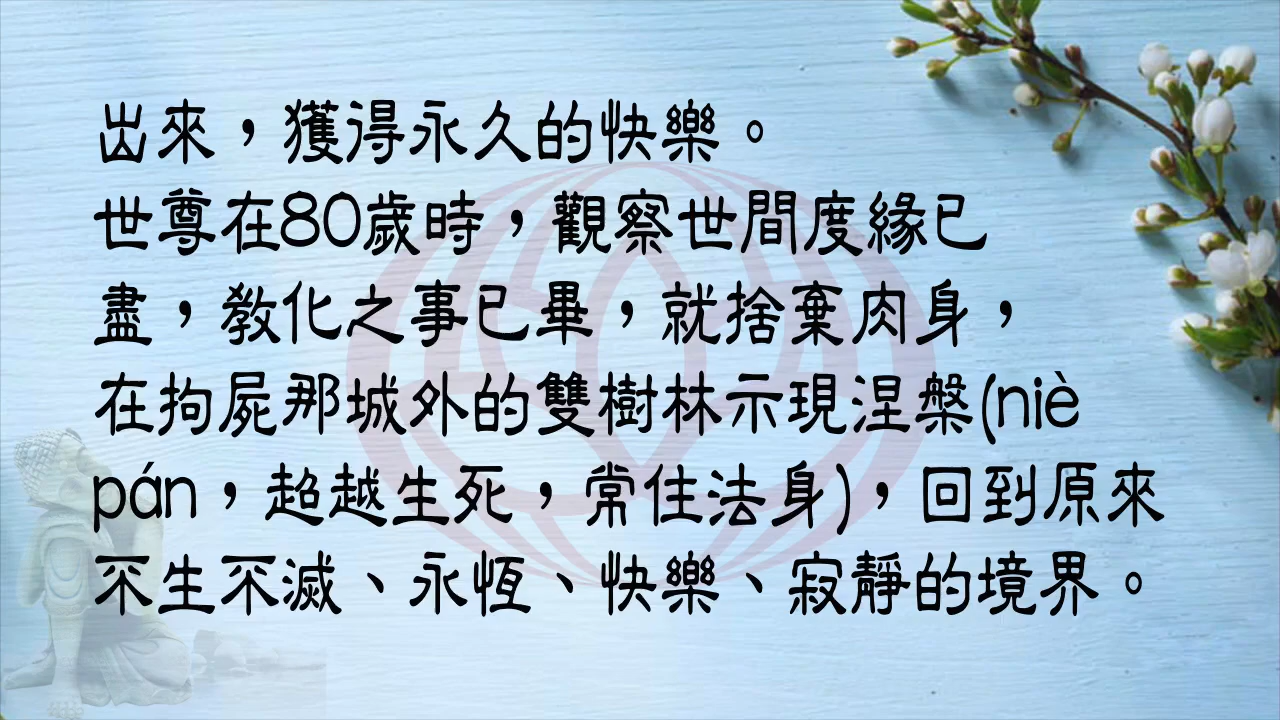 出來，獲得永久的快樂。
世尊在80歲時，觀察世間度緣已
盡，教化之事已畢，就捨棄肉身，
在拘屍那城外的雙樹林示現涅槃(niè
pán，超越生死，常住法身)，回到原來
不生不滅、永恆、快樂、寂靜的境界。